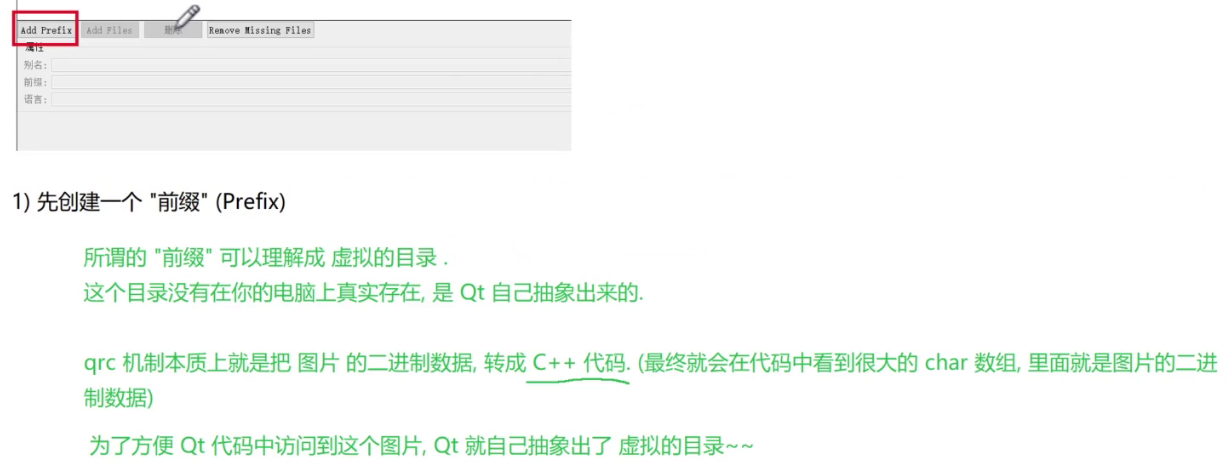 Add Prefix Add Files 删除 Remove Missing Files
属性
别名:
前缀:
语言:
1) 先创建一个 "前缀" (Prefix)
所谓的 "前缀" 可以理解成 虚拟的目录 .
这个目录没有在你的电脑上真实存在, 是 Qt 自己抽象出来的.
qrc 机制本质上就是把 图片 的二进制数据, 转成 C++ 代码. (最终就会在代码中看到很大的 char 数组, 里面就是图片的二进
制数据)
为了方便 Qt 代码中访问到这个图片, Qt 就自己抽象出了 虚拟的目录~~